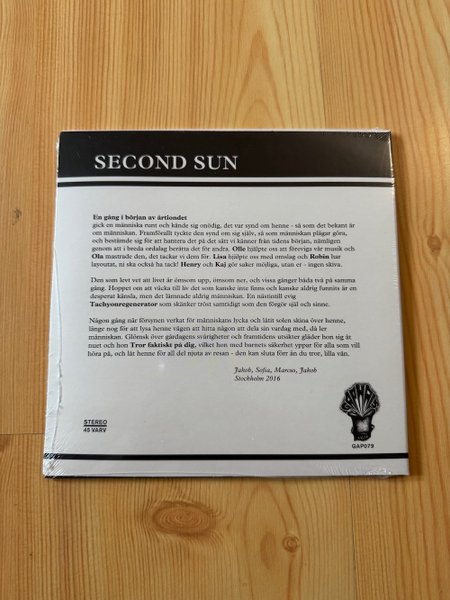 SECOND SUN
En gång i början av årtiondet
gick en människa runt och kände sig onödig, det var synd om henne - så som det bekant är
om människan. Framförallt tyckte den synd om sig själv, så som människan plägar göra,
och bestämde sig för att hantera det på det sätt vi känner från tidens början, nämligen
genom att i breda ordalag berätta det för andra. Olle hjälpte oss att föreviga vår musik och
Ola mastrade den, det tackar vi dem för. Lisa hjälpte oss med omslag och Robin har
layoutat, ni ska också ha tack! Henry och Kaj gör saker möjliga, utan er - ingen skiva.
Den som levt vet att livet är ömsom upp, ömsom ner, och vissa gånger båda två på samma
gång. Hoppet om att väcka till liv det som kanske inte finns och kanske aldrig funnits är en
desperat känsla, men det lämnade aldrig människan. En nästintill evig
Tachyonregenerator som skänker tröst samtidigt som den förgör själ och sinne.
Någon gång när försynen verkat för människans lycka och låtit solen skina över henne,
länge nog för att lysa henne vägen att hitta någon att dela sin vardag med, då ler
människan. Glömsk över gårdagens svårigheter och framtidens utsikter gläder hon sig åt
nuet och hon Tror faktiskt på dig, vilket hon med barnets säkerhet yppar för alla som vill
höra på, och låt henne för all del njuta av resan - den kan sluta förr än du tror, lilla vän.
Jakob, Sofia, Marcus, Jakob
Stockholm 2016
STEREO
45 VARV
GAPHALS
GAP079